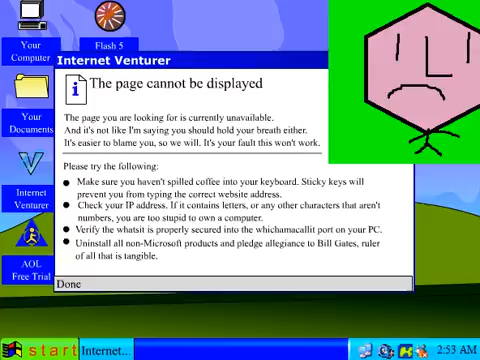 Your
Computer
Flash 5
Internet Venturer
The page cannot be displayed
i
The page you are looking for is currently unavailable.
And it's not like I'm saying you should hold your breath either.
It's easier to blame you, so we will. It's your fault this won't work.
Please try the following:
Make sure you haven't spilled coffee into your keyboard. Sticky keys will
prevent you from typing the correct website address.
Check your IP address. If it contains letters, or any other characters that aren't
numbers, you are too stupid to own a computer.
Verify the whatsit is properly secured into the whichamacallit port on your PC.
Uninstall all non-Microsoft products and pledge allegiance to Bill Gates, ruler
of all that is tangible.
Done
Your
Documents
Internet
Venturer
AOL
Free Trial
start
Internet...
2:53 AM